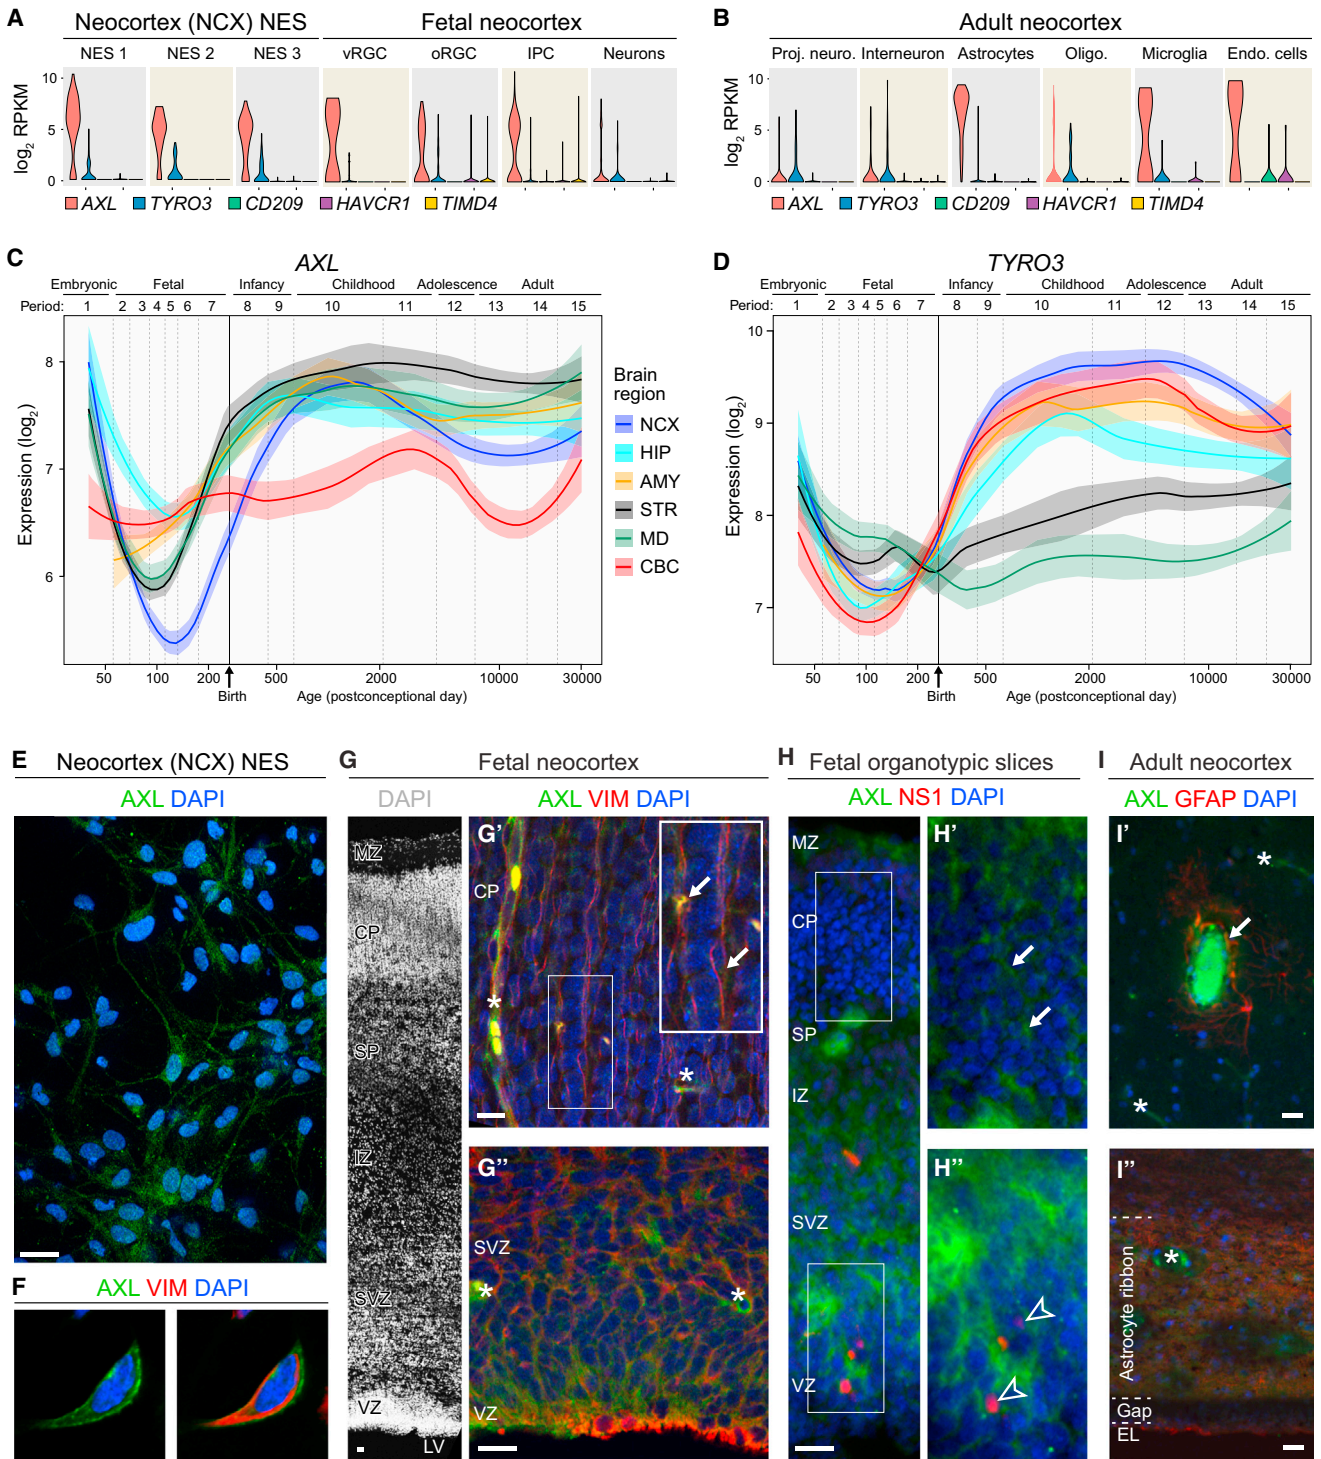 A
Neocortex (NCX) NES
Fetal neocortex
NES 1
NES 2
NES 3
vRGC
oRGC
IPC
Neurons
log2 RPKM
10
5
0
AXL
TYRO3
CD209
HAVCR1
TIMD4
B
Adult neocortex
Proj. neuro.
Interneuron
Astrocytes
Oligo.
Microglia
Endo. cells
log2 RPKM
10
5
0
AXL
TYRO3
CD209
HAVCR1
TIMD4
C
AXL
Embryonic
Fetal
Infancy
Childhood
Adolescence
Adult
Period: 1 2 3 4 5 6 7 8 9 10 11 12 13 14 15
Expression (log2)
8
7
6
50 100 200 500 2000 10000 30000
Birth
Age (postconceptional day)
Brain
region
NCX
HIP
AMY
STR
MD
CBC
D
TYRO3
Embryonic
Fetal
Infancy
Childhood
Adolescence
Adult
Period: 1 2 3 4 5 6 7 8 9 10 11 12 13 14 15
Expression (log2)
10
9
8
7
50 100 200 500 2000 10000 30000
Birth
Age (postconceptional day)
E
Neocortex (NCX) NES
AXL DAPI
F
AXL VIM DAPI
G
Fetal neocortex
DAPI
MZ
CP
SP
IZ
SVZ
VZ
LV
AXL VIM DAPI
G'
CP
*
*
G''
SVZ
*
*
VZ
H
Fetal organotypic slices
AXL NS1 DAPI
MZ
CP
SP
IZ
SVZ
VZ
H'
H''
I
Adult neocortex
AXL GFAP DAPI
I'
*
*
I''
*
Astrocyte ribbon
Gap
EL